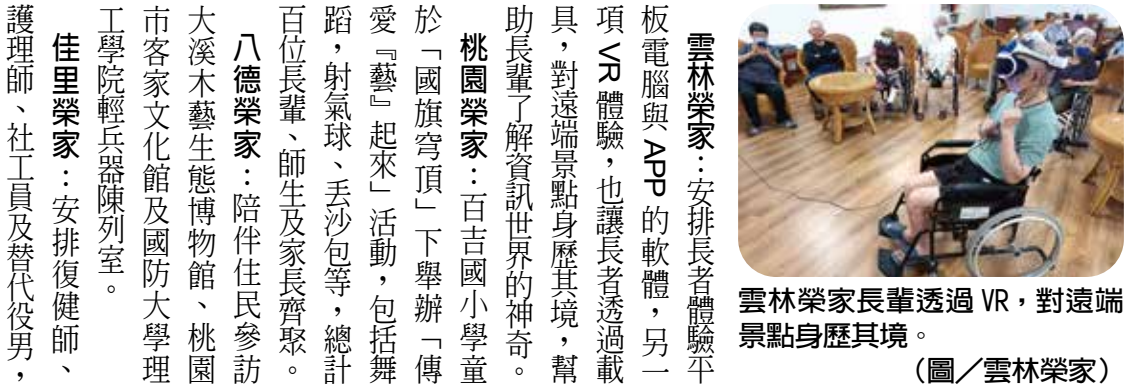 雲林榮家：安排長者體驗平
板電腦與 APP 的軟體，另一
項 VR 體驗，也讓長者透過載
具，對遠端景點身歷其境，幫
助長輩了解資訊世界的神奇。
桃園榮家：百吉國小學童
於「國旗穹頂」下舉辦「傳
愛『藝』起來」活動，包括舞
蹈，射氣球、丟沙包等，總計
百位長輩、師生及家長齊聚。
八德榮家：陪伴住民參訪
大溪木藝生態博物館、桃園
市客家文化館及國防大學理
工學院輕兵器陳列室。
佳里榮家：安排復健師、
護理師、社工員及替代役男，
雲林榮家長輩透過 VR，對遠端
景點身歷其境。
（圖／雲林榮家）